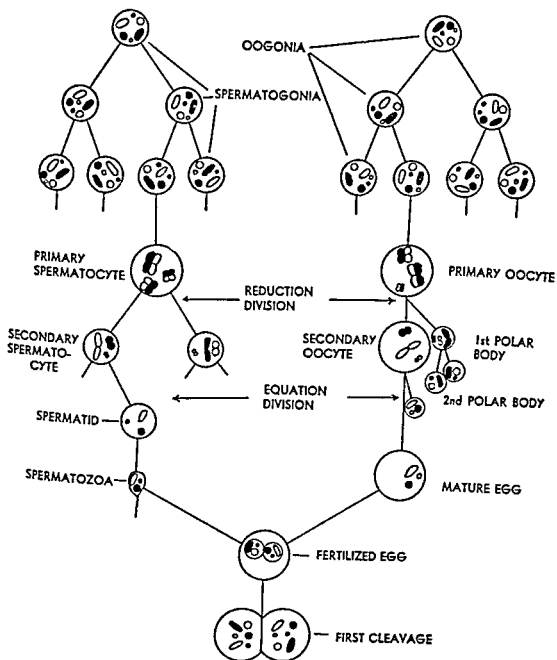 OOGONIA
SPERMATOGONIA
PRIMARY
SPERMATOCYTE
PRIMARY OOCYTE
REDUCTION
DIVISION
SECONDARY
SPERMATO-
CYTE
SECONDARY
OOCYTE
1st POLAR
BODY
EQUATION
DIVISION
2nd POLAR BODY
SPERMATID
SPERMATOZOA
MATURE EGG
FERTILIZED EGG
FIRST CLEAVAGE